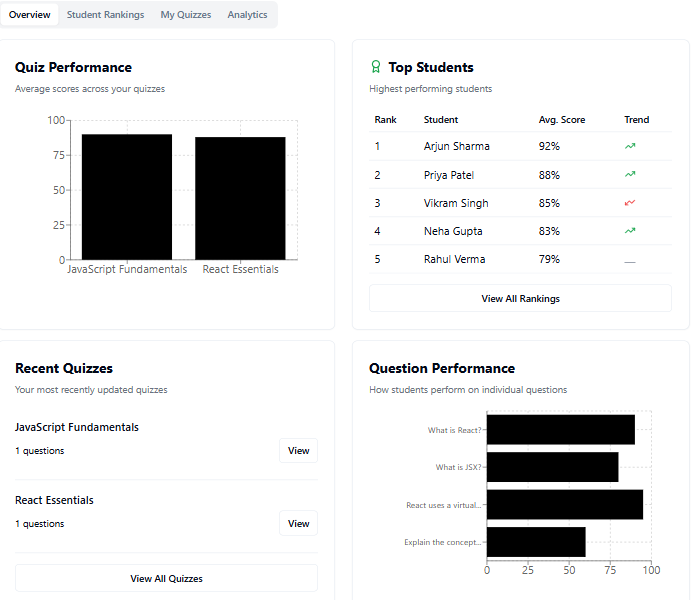 Overview Student Rankings My Quizzes Analytics
Quiz Performance
Average scores across your quizzes
100
75
50
25
0
JavaScript Fundamentals React Essentials
Top Students
Highest performing students
Rank Student Avg. Score Trend
1 Arjun Sharma 92%
2 Priya Patel 88%
3 Vikram Singh 85%
4 Neha Gupta 83%
5 Rahul Verma 79%
View All Rankings
Recent Quizzes
Your most recently updated quizzes
JavaScript Fundamentals
1 questions View
React Essentials
1 questions View
View All Quizzes
Question Performance
How students perform on individual questions
What is React?
What is JSX?
React uses a virtual...
Explain the concept...
0 25 50 75 100